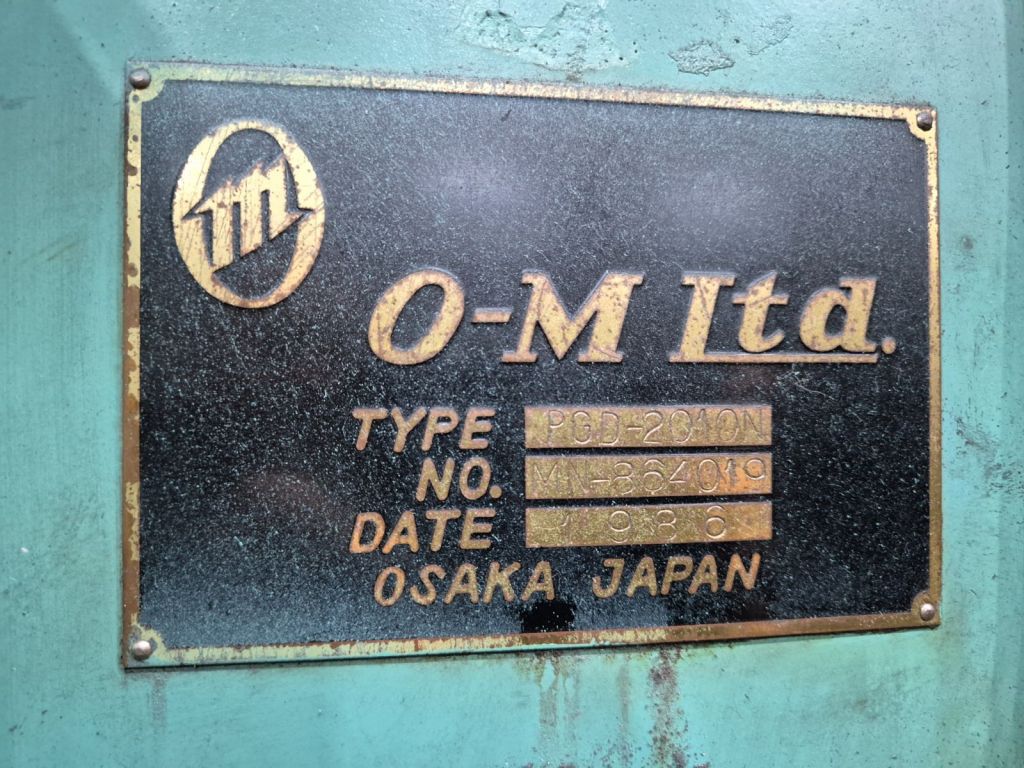 m
O-M Ltd.
TYPE PGD-2010N
NO. MN-864019
DATE 1986
OSAKA JAPAN